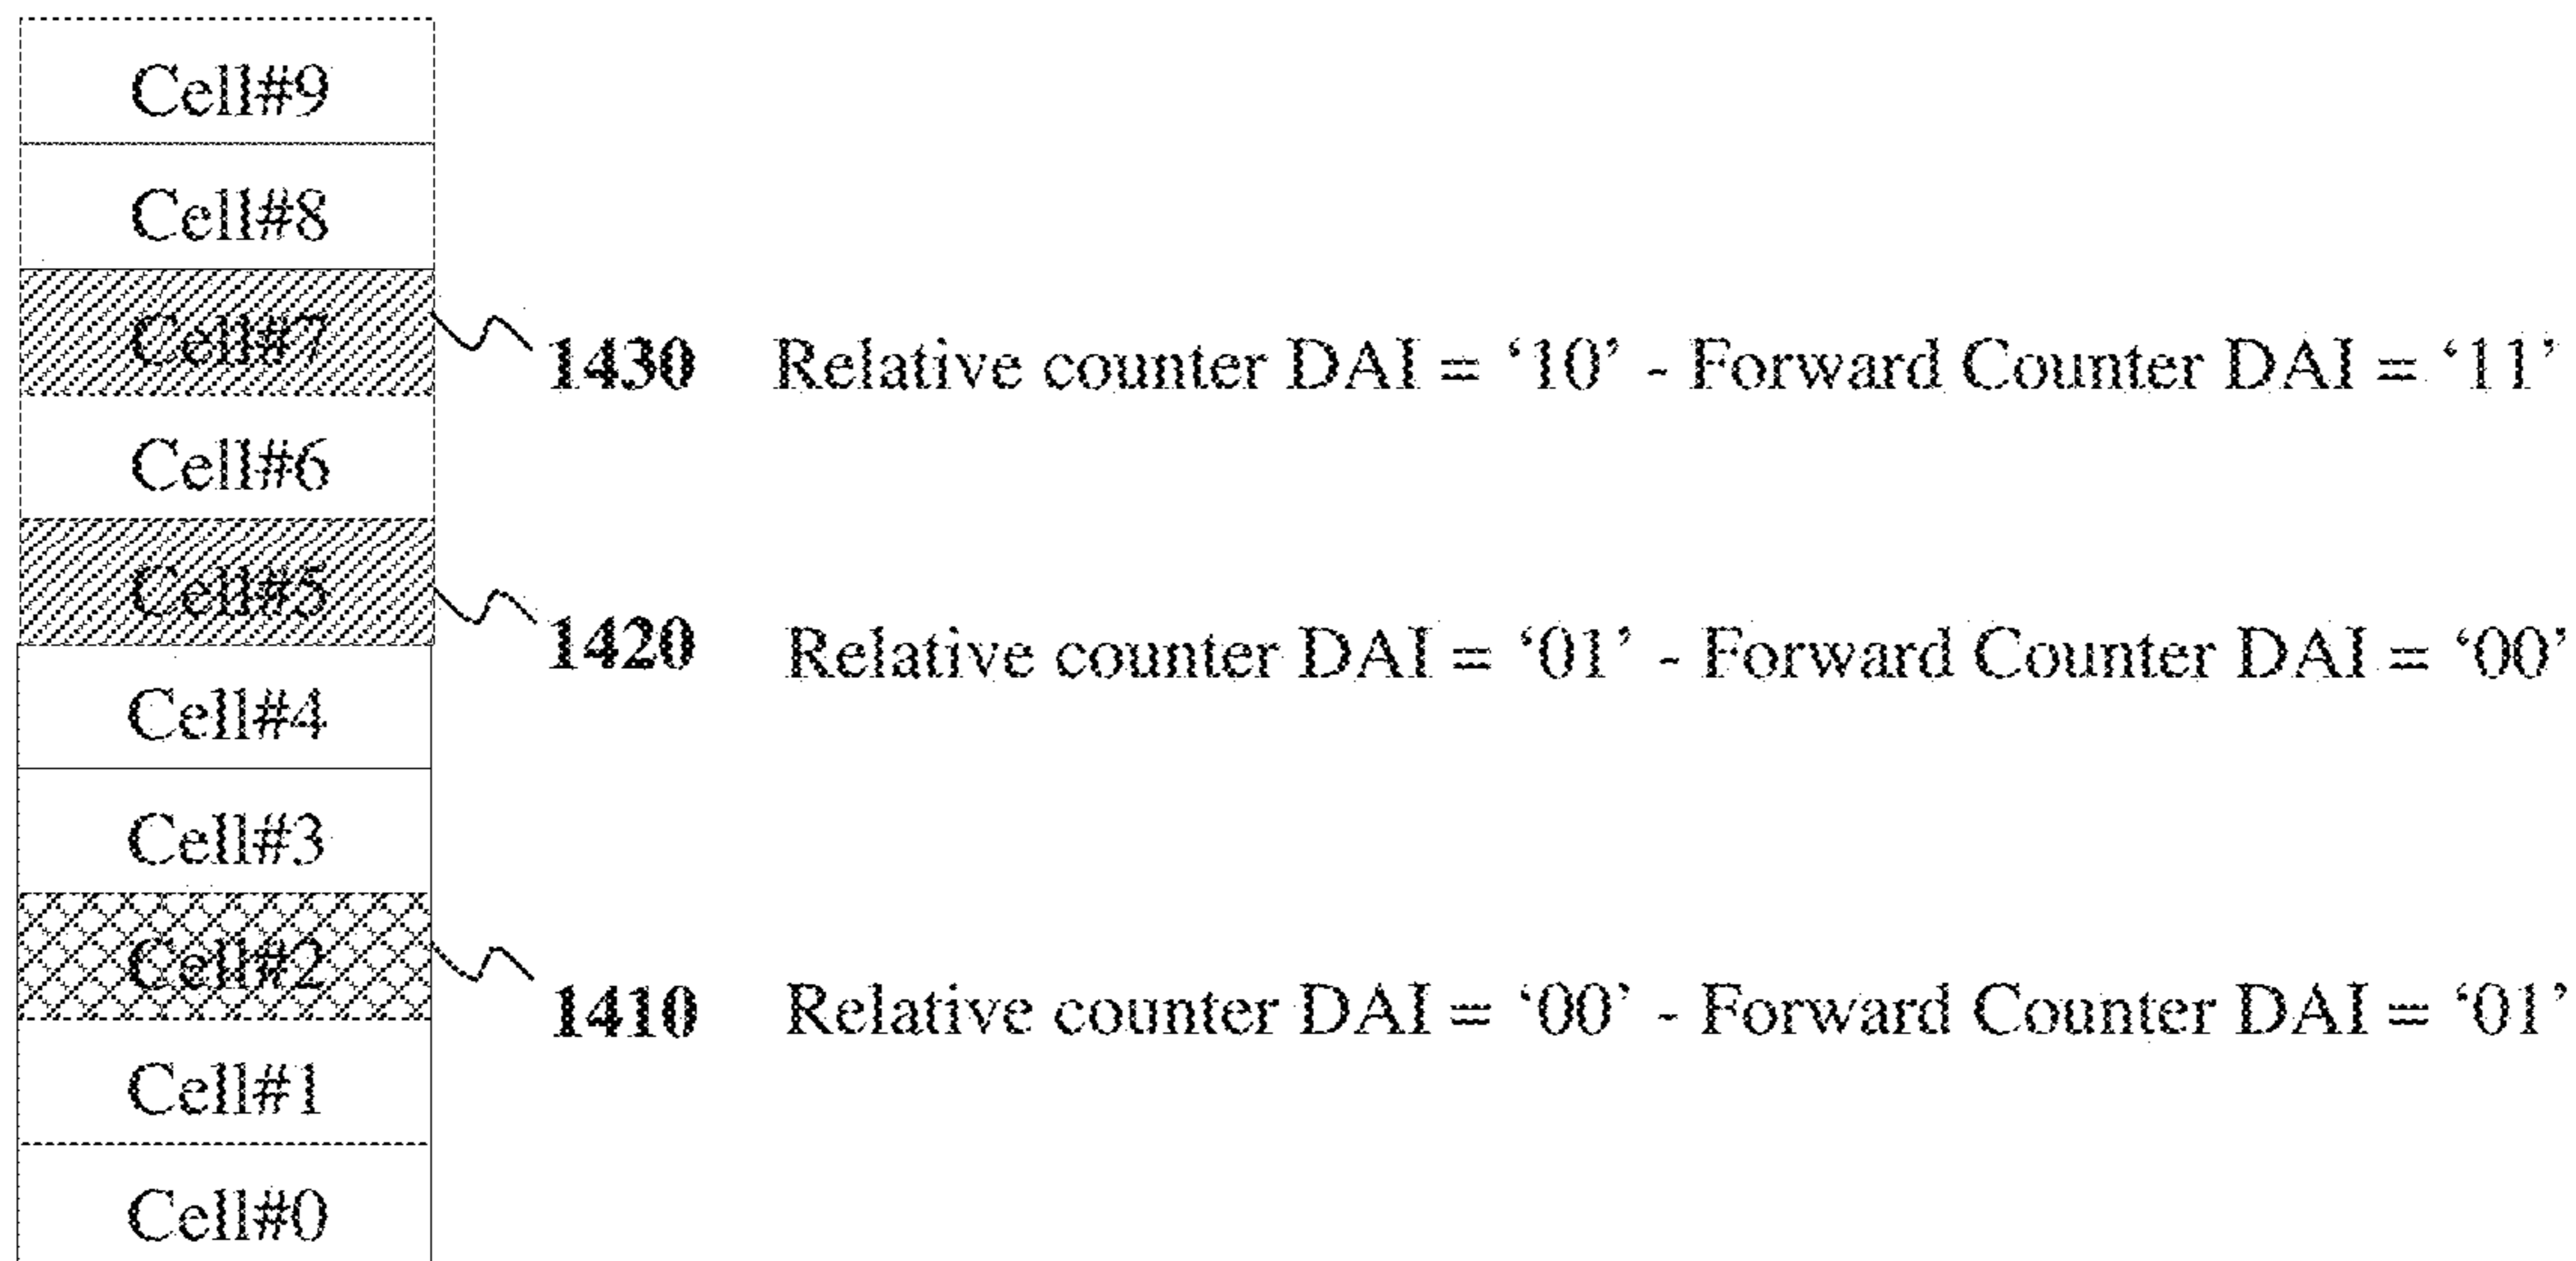 Cell#9
Cell#8
Cell#7
1430 Relative counter DAI = ‘10’ - Forward Counter DAI = ‘11’
Cell#6
Cell#5
1420 Relative counter DAI = ‘01’ - Forward Counter DAI = ‘00’
Cell#4
Cell#3
Cell#2
1410 Relative counter DAI = ‘00’ - Forward Counter DAI = ‘01’
Cell#1
Cell#0